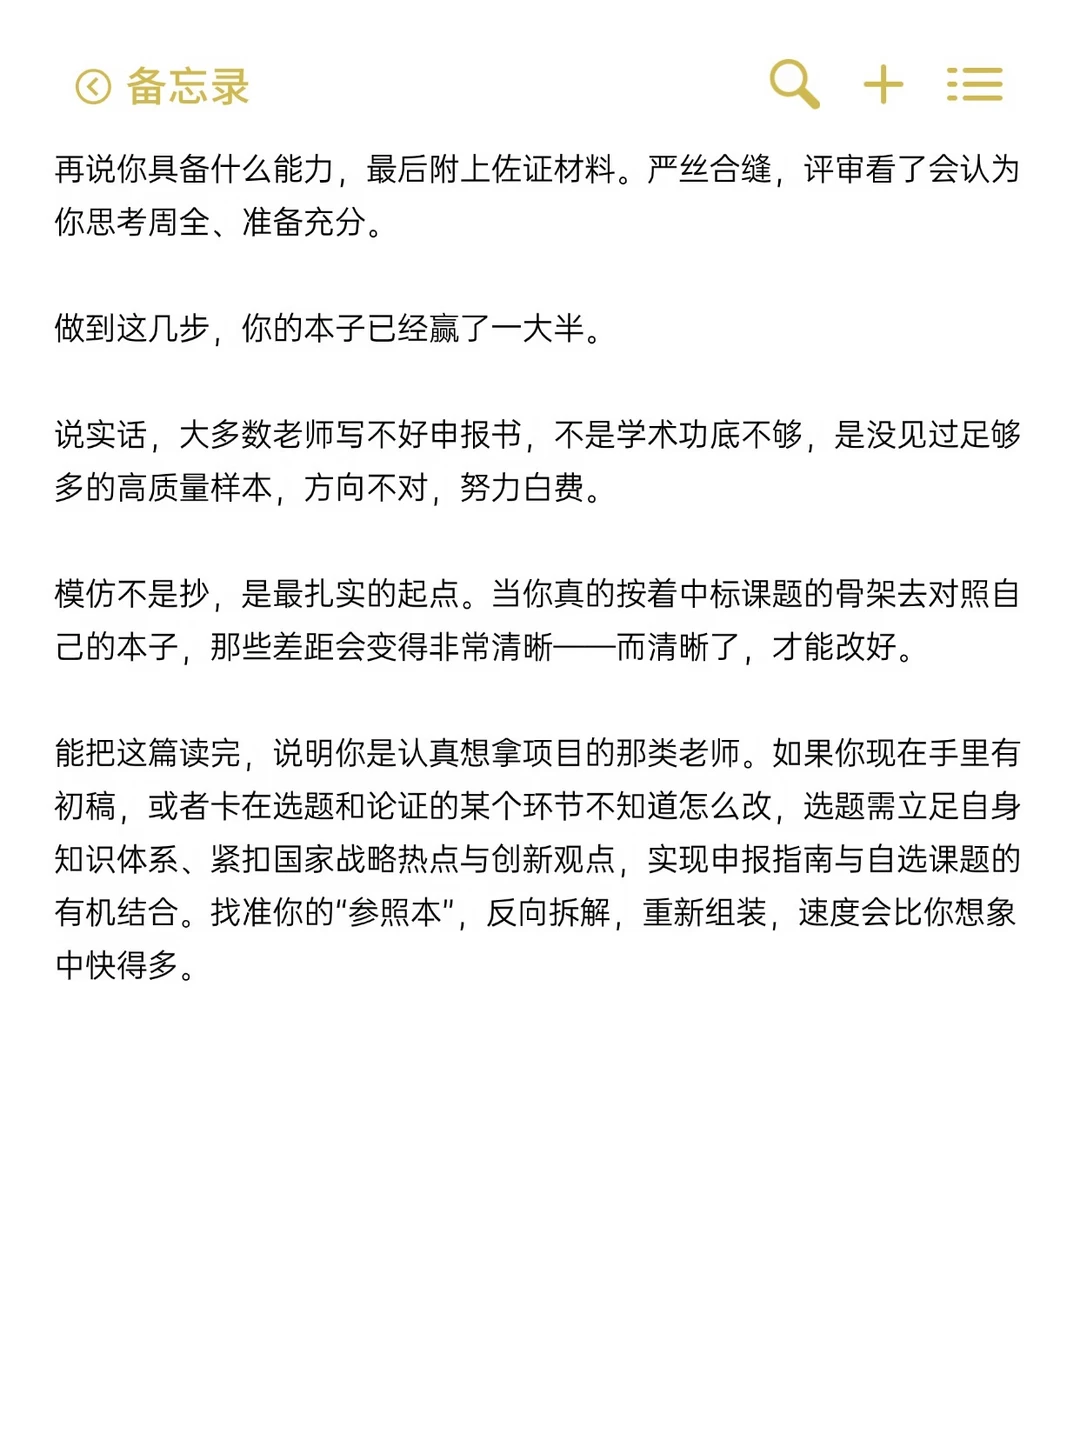 备忘录
再说你具备什么能力，最后附上佐证材料。严丝合缝，评审看了会认为
你思考周全、准备充分。
做到这几步，你的本子已经赢了一大半。
说实话，大多数老师写不好申报书，不是学术功底不够，是没见过足够
多的高质量样本，方向不对，努力白费。
模仿不是抄，是最扎实的起点。当你真的按着中标课题的骨架去对照自
己的本子，那些差距会变得非常清晰——而清晰了，才能改好。
能把这篇读完，说明你是认真想拿项目的那类老师。如果你现在手里有
初稿，或者卡在选题和论证的某个环节不知道怎么改，选题需立足自身
知识体系、紧扣国家战略热点与创新观点，实现申报指南与自选课题的
有机结合。找准你的“参照本”，反向拆解，重新组装，速度会比你想象
中快得多。